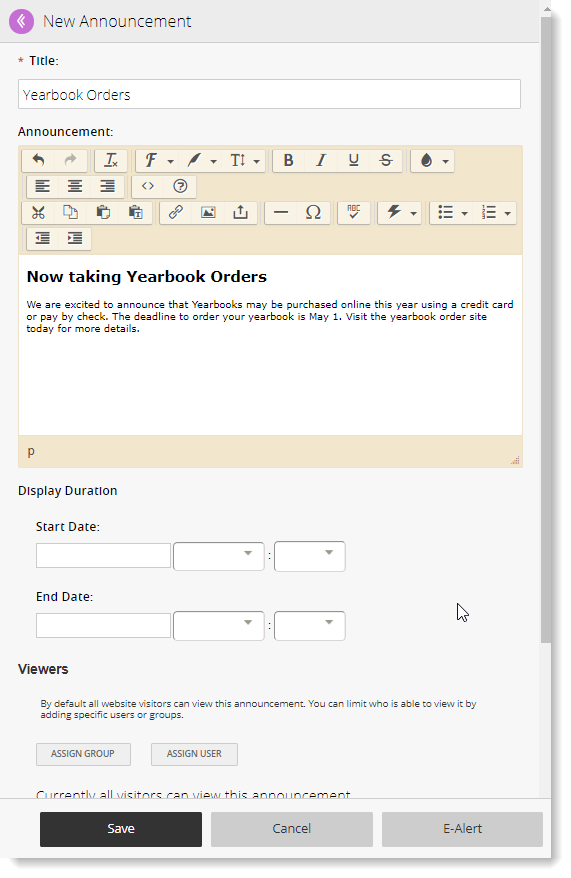 New Announcement
* Title:
Yearbook Orders
Announcement:
B I U S
ABC
Now taking Yearbook Orders
We are excited to announce that Yearbooks may be purchased online this year using a credit card
or pay by check. The deadline to order your yearbook is May 1. Visit the yearbook order site
today for more details.
p
Display Duration
Start Date:
:
End Date:
:
Viewers
By default all website visitors can view this announcement. You can limit who is able to view it by
adding specific users or groups.
ASSIGN GROUP ASSIGN USER
Currently all visitors can view this announcement
Save Cancel E-Alert